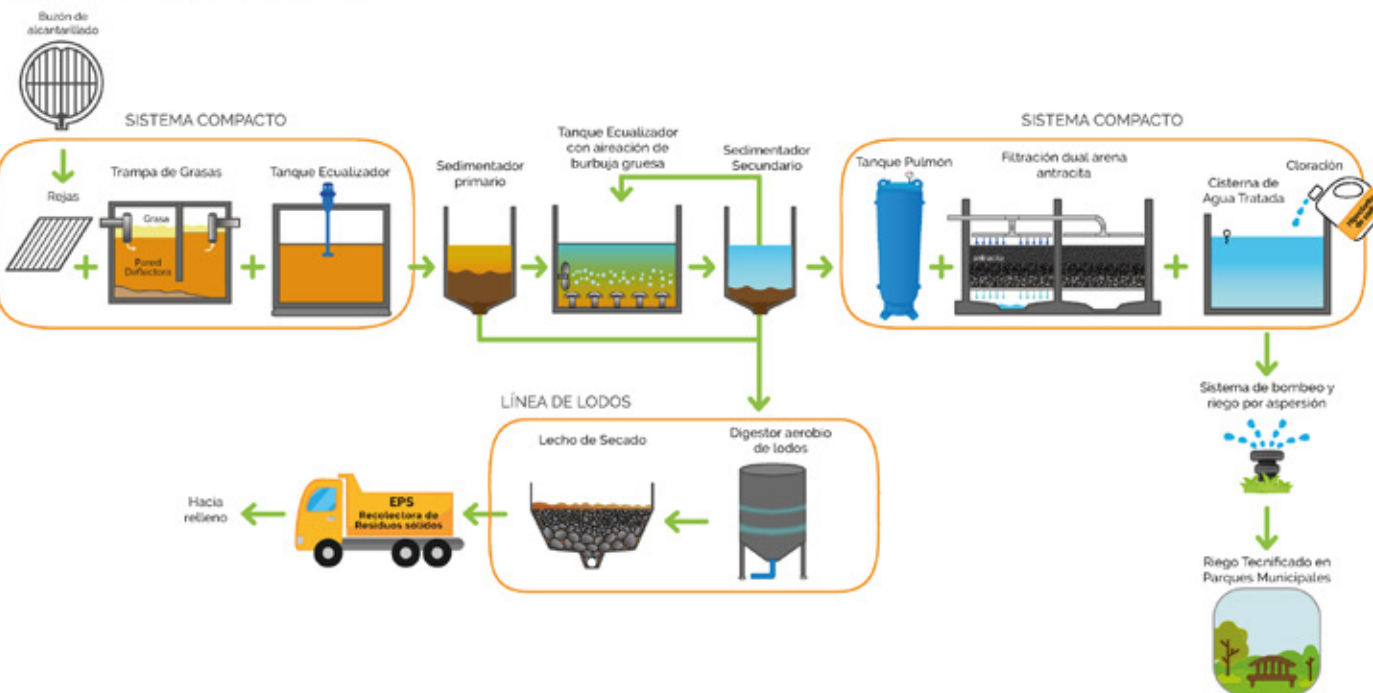 Buzón de
alcantarillado
SISTEMA COMPACTO
Rejas
Trampa de Grasas
Grasa
Pared
Deflectora
Tanque Ecualizador
Sedimentador
primario
Tanque Ecualizador
con aireación de
burbuja gruesa
Sedimentador
Secundario
SISTEMA COMPACTO
Tanque Pulmón
Filtración dual arena
antracita
antracita
Cisterna de
Agua Tratada
Cloración
Sistema de bombeo y
riego por aspersión
Riego Tecnificado en
Parques Municipales
LÍNEA DE LODOS
Lecho de Secado
Digestor aerobio
de lodos
EPS
Recolectora de
Residuos sólidos
Hacia
relleno